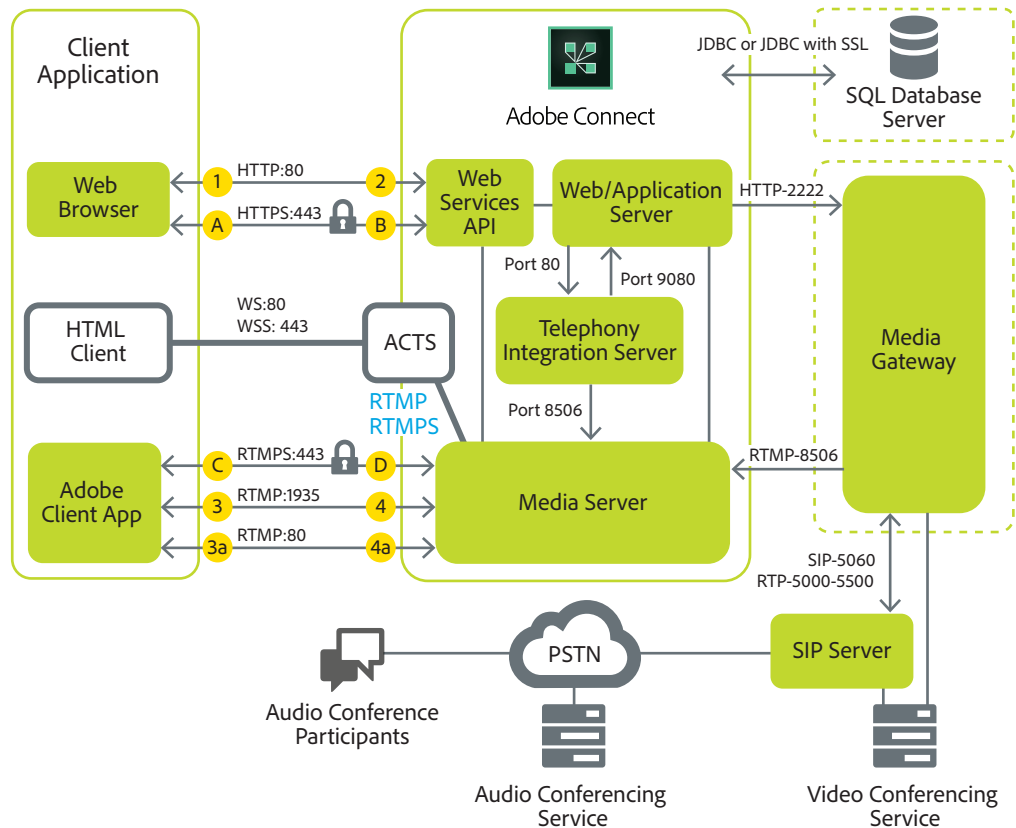 Client
Application
Adobe Connect
JDBC or JDBC with SSL
SQL Database
Server
Web
Browser
1
HTTP:80
2
A
HTTPS:443
B
Web
Services
API
Web/Application
Server
HTTP-2222
Port 80
Port 9080
HTML
Client
WS:80
WSS: 443
ACTS
RTMP
RTMPS
Telephony
Integration Server
Port 8506
Media
Gateway
Adobe
Client App
C
RTMPS:443
D
3
RTMP:1935
4
3a
RTMP:80
4a
Media Server
RTMP-8506
SIP-5060
RTP-5000-5500
SIP Server
PSTN
Audio Conference
Participants
Audio Conferencing
Service
Video Conferencing
Service